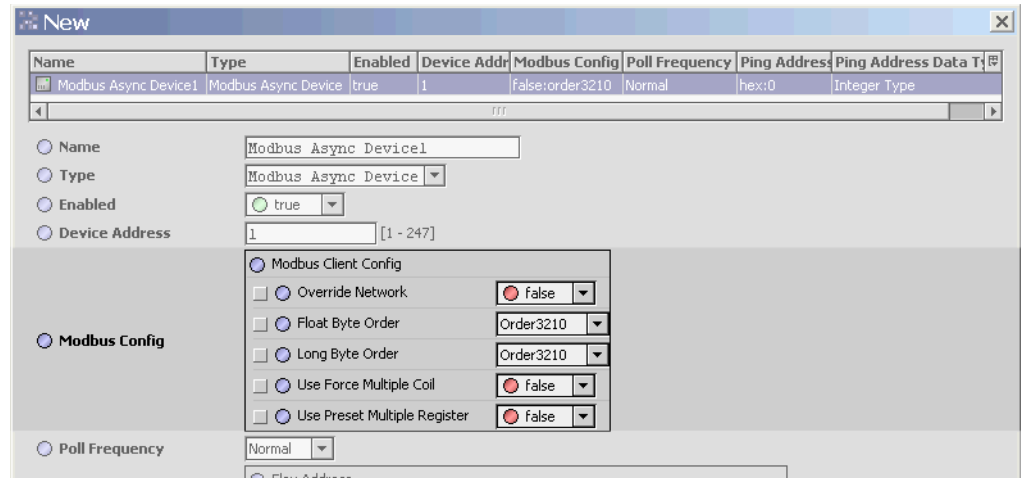 New
Name Type Enabled Device Addr Modbus Config Poll Frequency Ping Address Ping Address Data Ty
Modbus Async Device1 Modbus Async Device true 1 false:order3210 Normal hex:0 Integer Type
Name Modbus Async Device1
Type Modbus Async Device
Enabled true
Device Address 1 [1 - 247]
Modbus Client Config
Override Network false
Float Byte Order Order3210
Modbus Config
Long Byte Order Order3210
Use Force Multiple Coil false
Use Preset Multiple Register false
Poll Frequency Normal
Flex Address